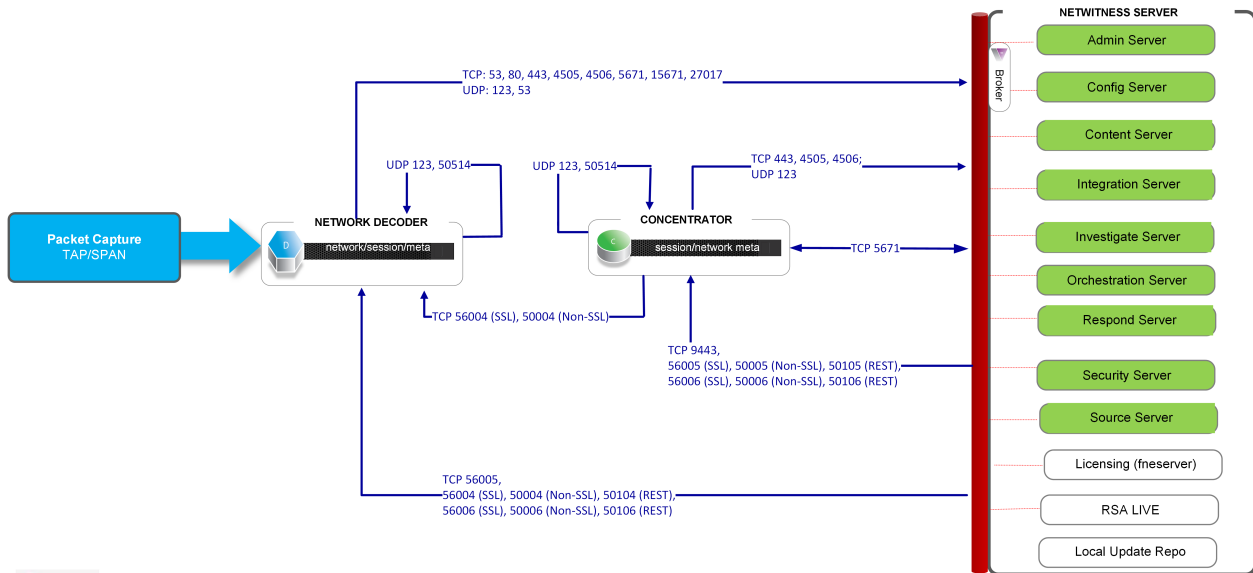 NETWITNESS SERVER
Admin Server
Broker
Config Server
Content Server
Integration Server
Investigate Server
Orchestration Server
Respond Server
Security Server
Source Server
Licensing (fneserver)
RSA LIVE
Local Update Repo
TCP: 53, 80, 443, 4505, 4506, 5671, 15671, 27017
UDP: 123, 53
UDP 123, 50514
UDP 123, 50514
TCP 443, 4505, 4506;
UDP 123
Packet Capture
TAP/SPAN
NETWORK DECODER
D
network/session/meta
CONCENTRATOR
C
session/network meta
TCP 5671
TCP 56004 (SSL), 50004 (Non-SSL)
TCP 9443,
56005 (SSL), 50005 (Non-SSL), 50105 (REST),
56006 (SSL), 50006 (Non-SSL), 50106 (REST)
TCP 56005,
56004 (SSL), 50004 (Non-SSL), 50104 (REST),
56006 (SSL), 50006 (Non-SSL), 50106 (REST)